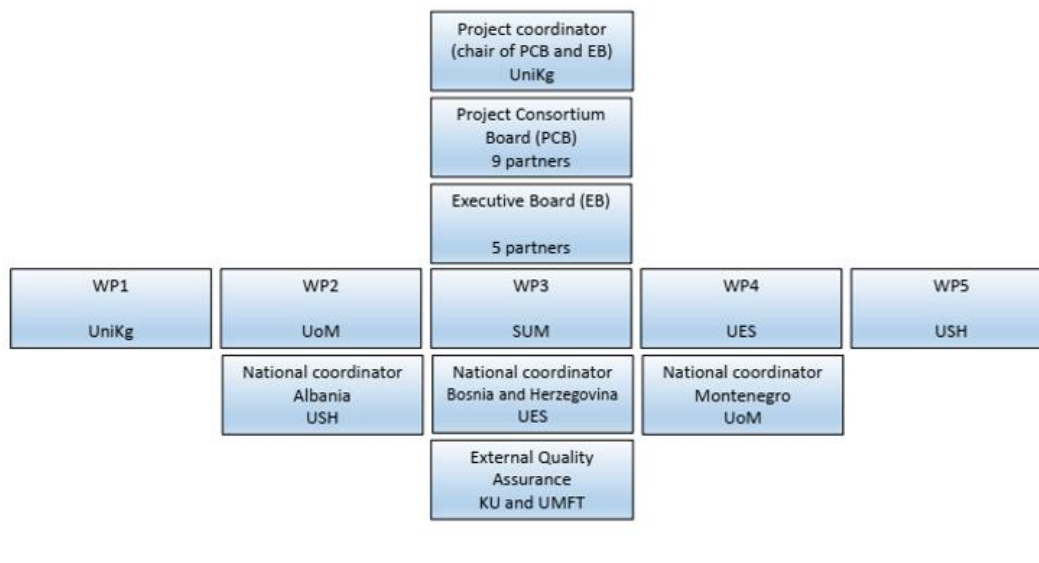 Project coordinator
(chair of PCB and EB)
UniKg
Project Consortium
Board (PCB)
9 partners
Executive Board (EB)
5 partners
WP1
UniKg
WP2
UoM
WP3
SUM
WP4
UES
WP5
USH
National coordinator
Albania
USH
National coordinator
Bosnia and Herzegovina
UES
National coordinator
Montenegro
UoM
External Quality
Assurance
KU and UMFT